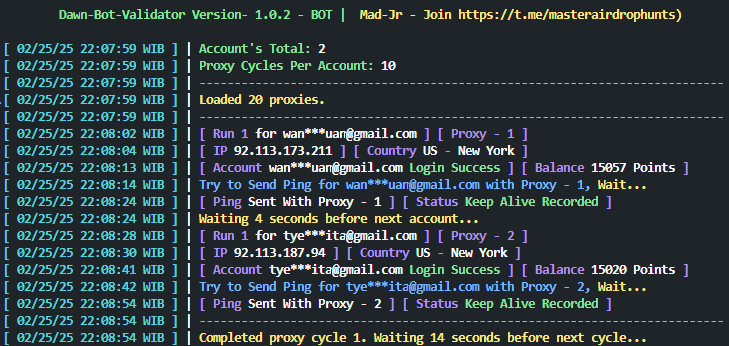 Dawn-Bot-Validator Version- 1.0.2 - BOT | Mad-Jr - Join https://t.me/masterairdrophunts)
[ 02/25/25 22:07:59 WIB ] | Account's Total: 2
[ 02/25/25 22:07:59 WIB ] | Proxy Cycles Per Account: 10
[ 02/25/25 22:07:59 WIB ] | -----------------------------------------------------------------------
[ 02/25/25 22:07:59 WIB ] | Loaded 20 proxies.
[ 02/25/25 22:07:59 WIB ] | -----------------------------------------------------------------------
[ 02/25/25 22:08:02 WIB ] | [ Run 1 for wan***uan@gmail.com ] [ Proxy - 1 ]
[ 02/25/25 22:08:04 WIB ] | [ IP 92.113.173.211 ] [ Country US - New York ]
[ 02/25/25 22:08:13 WIB ] | [ Account wan***uan@gmail.com Login Success ] [ Balance 15057 Points ]
[ 02/25/25 22:08:14 WIB ] | Try to Send Ping for wan***uan@gmail.com with Proxy - 1, Wait...
[ 02/25/25 22:08:24 WIB ] | [ Ping Sent With Proxy - 1 ] [ Status Keep Alive Recorded ]
[ 02/25/25 22:08:24 WIB ] | Waiting 4 seconds before next account...
[ 02/25/25 22:08:28 WIB ] | [ Run 1 for tye***ita@gmail.com ] [ Proxy - 2 ]
[ 02/25/25 22:08:30 WIB ] | [ IP 92.113.187.94 ] [ Country US - New York ]
[ 02/25/25 22:08:41 WIB ] | [ Account tye***ita@gmail.com Login Success ] [ Balance 15020 Points ]
[ 02/25/25 22:08:42 WIB ] | Try to Send Ping for tye***ita@gmail.com with Proxy - 2, Wait...
[ 02/25/25 22:08:54 WIB ] | [ Ping Sent With Proxy - 2 ] [ Status Keep Alive Recorded ]
[ 02/25/25 22:08:54 WIB ] | -----------------------------------------------------------------------
[ 02/25/25 22:08:54 WIB ] | Completed proxy cycle 1. Waiting 14 seconds before next cycle...